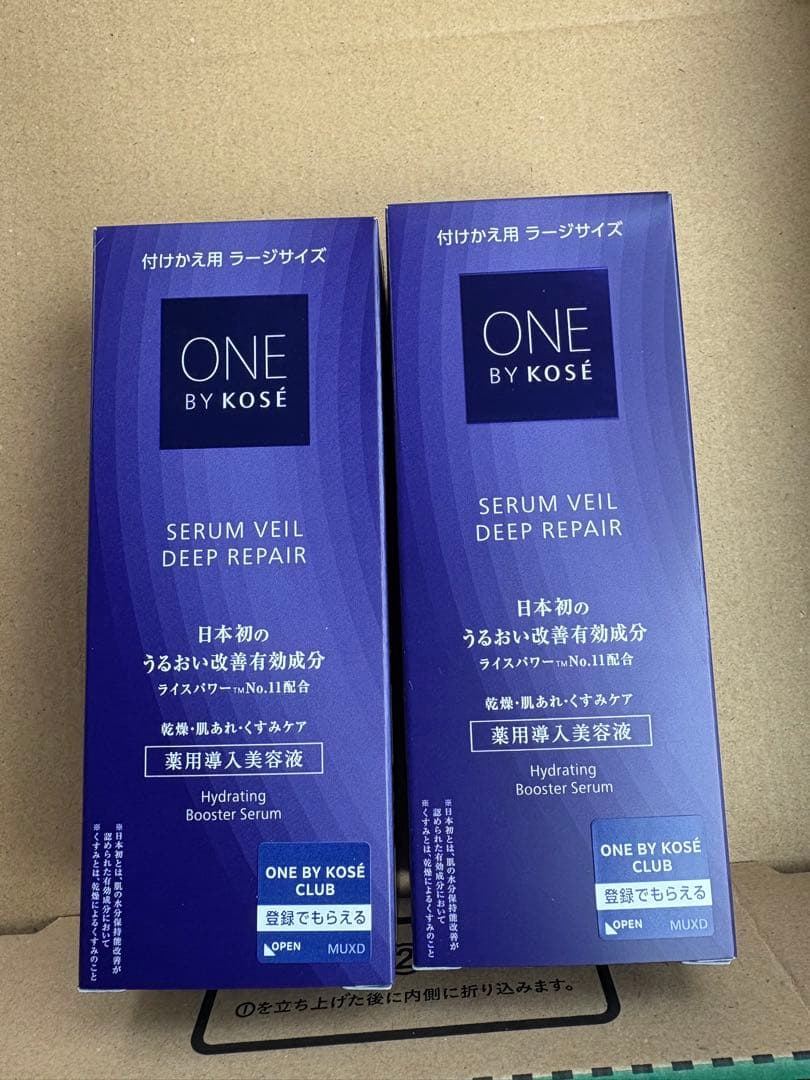 付けかえ用 ラージサイズ
ONE
BY KOSÉ
SERUM VEIL
DEEP REPAIR
日本初の
うるおい改善有効成分
ライスパワー™No.11配合
乾燥・肌あれ・くすみケア
薬用導入美容液
Hydrating
Booster Serum
※日本初とは、肌の水分保持能改善が
認められた有効成分において
※くすみとは、乾燥によるくすみのこと
ONE BY KOSÉ
CLUB
登録でもらえる
OPEN MUXD
付けかえ用 ラージサイズ
ONE
BY KOSÉ
SERUM VEIL
DEEP REPAIR
日本初の
うるおい改善有効成分
ライスパワー™No.11配合
乾燥・肌あれ・くすみケア
薬用導入美容液
Hydrating
Booster Serum
※日本初とは、肌の水分保持能改善が
認められた有効成分において
※くすみとは、乾燥によるくすみのこと
ONE BY KOSÉ
CLUB
登録でもらえる
OPEN MUXD
②
①を立ち上げた後に内側に折り込みます。